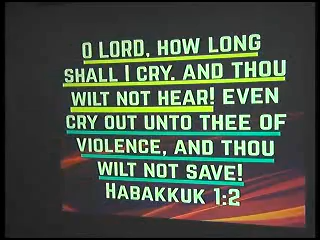 O LORD, HOW LONG
SHALL I CRY. AND THOU
WILT NOT HEAR! EVEN
CRY OUT UNTO THEE OF
VIOLENCE, AND THOU
WILT NOT SAVE!
HABAKKUK 1:2